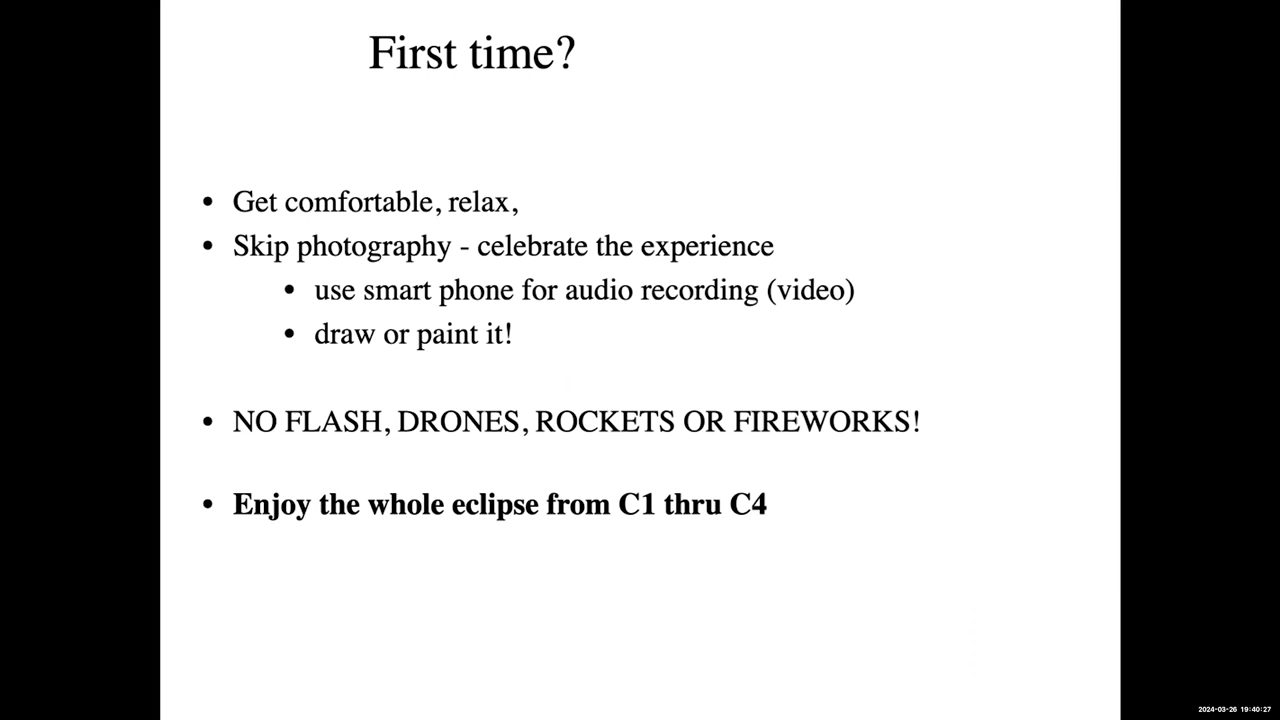 First time?
• Get comfortable, relax,
• Skip photography - celebrate the experience
• use smart phone for audio recording (video)
• draw or paint it!
• NO FLASH, DRONES, ROCKETS OR FIREWORKS!
• Enjoy the whole eclipse from C1 thru C4
2024-03-26 19:40:27